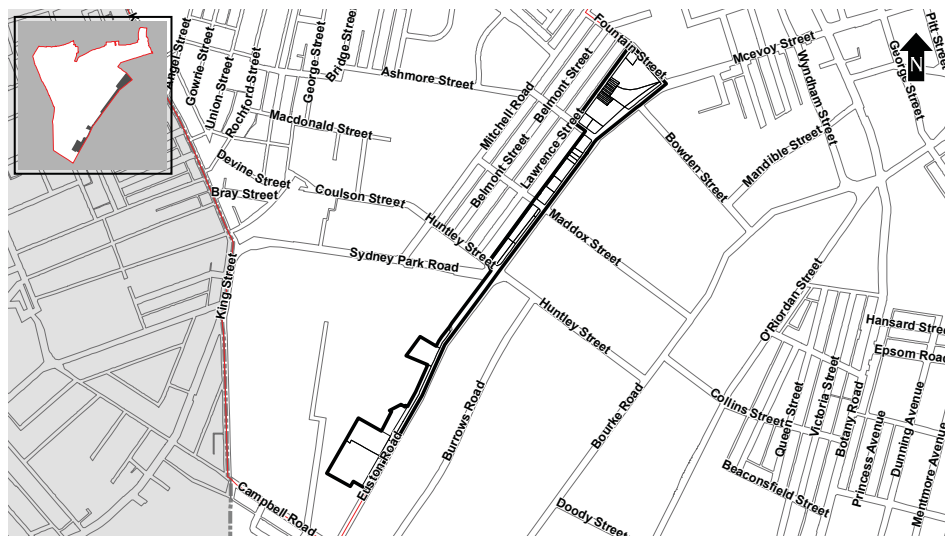 Angel Street
Gowrie Street
Union Street
Rochford Street
George Street
Bridge Street
Ashmore Street
Fountain Street
Mcevoy Street
Pitt Street
George Street
N
Wyndham Street
Macdonald Street
Mitchell Road
Belmont Street
Belmont Street
Lawrence Street
Bowden Street
Mandible Street
Devine Street
Bray Street
Coulson Street
Huntley Street
Maddox Street
Sydney Park Road
King Street
O'Riordan Street
Huntley Street
Hansard Street
Epsom Road
Collins Street
Queen Street
Victoria Street
Botany Road
Princess Avenue
Dunning Avenue
Mentmore Avenue
Burrows Road
Bourke Road
Beaconsfield Street
Euston Road
Campbell Road
Doody Street